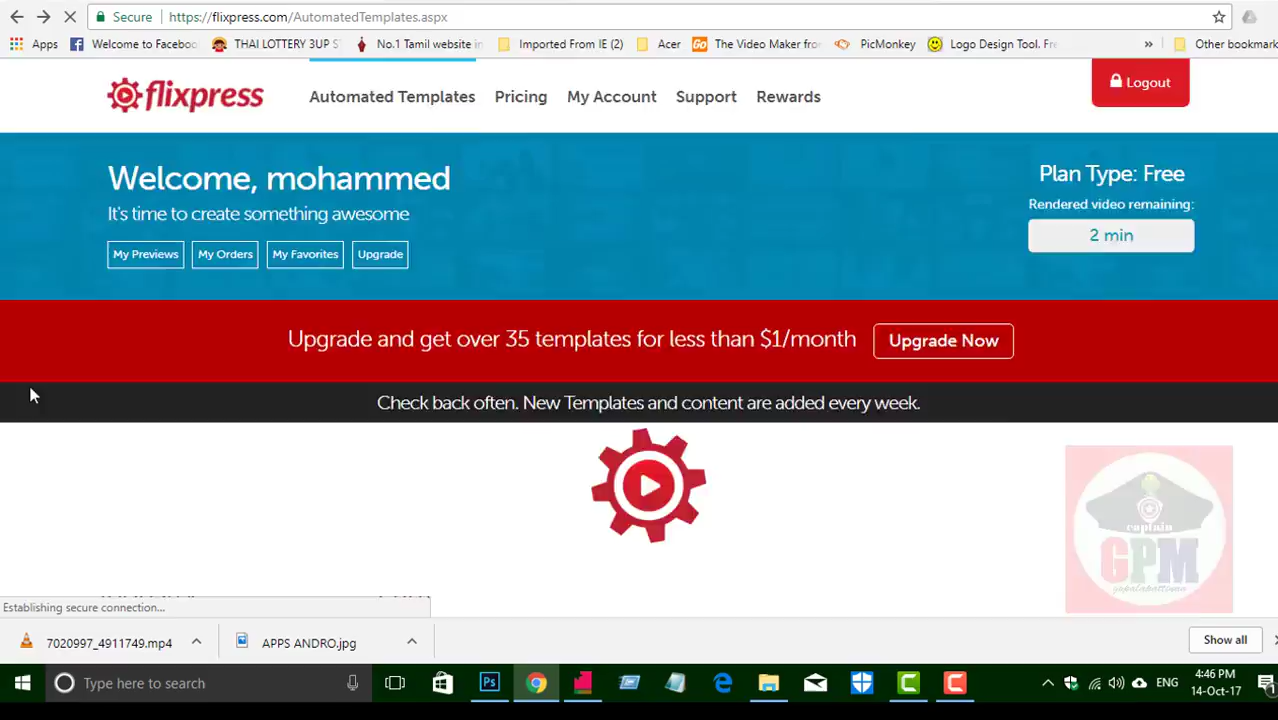 Secure https://flixpress.com/AutomatedTemplates.aspx
Apps Welcome to Faceboo THAI LOTTERY 3UP S No.1 Tamil website in Imported From IE (2) Acer Go The Video Maker fro PicMonkey Logo Design Tool. Fre » Other bookmark
flixpress Automated Templates Pricing My Account Support Rewards Logout
Welcome, mohammed
It's time to create something awesome
My Previews My Orders My Favorites Upgrade
Plan Type: Free
Rendered video remaining:
2 min
Upgrade and get over 35 templates for less than $1/month Upgrade Now
Check back often. New Templates and content are added every week.
captain
GPM
Establishing secure connection...
7020997_4911749.mp4 APPS ANDRO.jpg Show all
Type here to search Ps ENG 4:46 PM
14-Oct-17 1